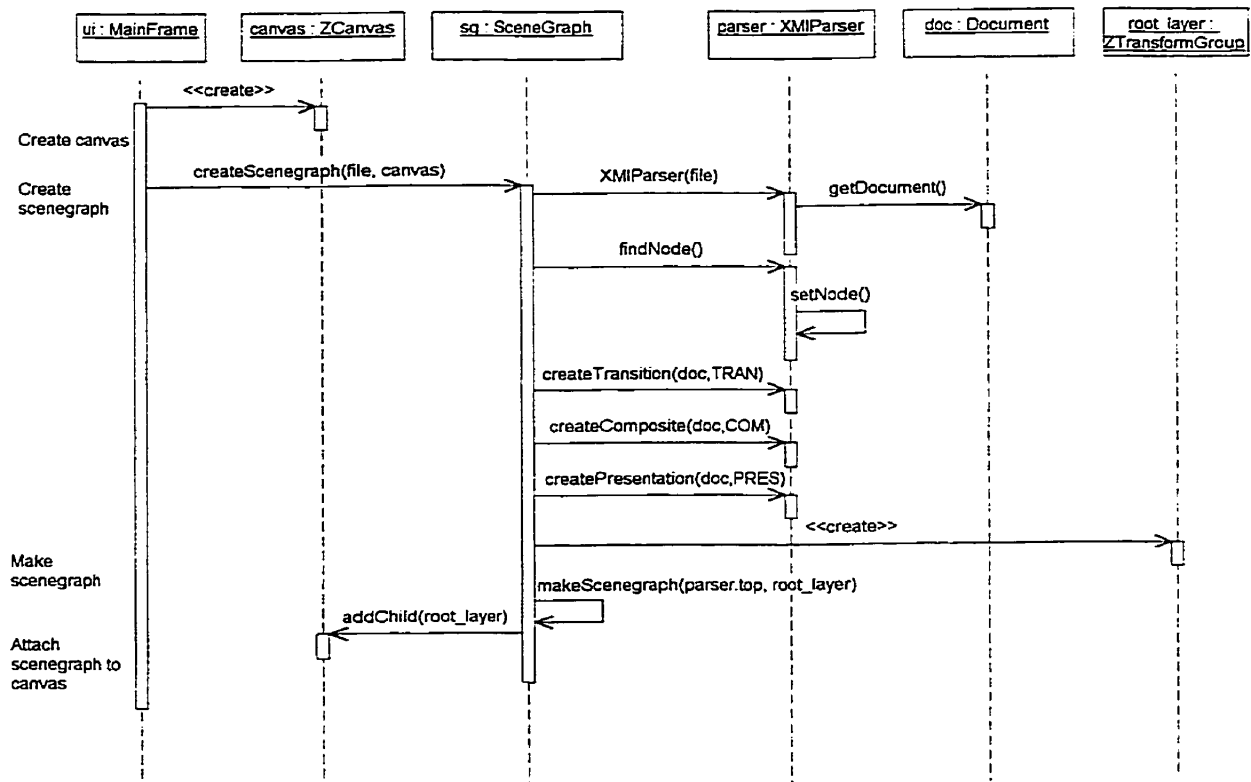 ui : MainFrame
canvas : ZCanvas
sg : SceneGraph
parser : XMIParser
doc : Document
root_layer :
ZTransformGroup
<<create>>
Create canvas
createScenegraph(file, canvas)
XMIParser(file)
getDocument()
Create
scenegraph
findNode()
setNode()
createTransition(doc,TRAN)
createComposite(doc,COM)
createPresentation(doc,PRES)
<<create>>
Make
scenegraph
makeScenegraph(parser.top, root_layer)
addChild(root_layer)
Attach
scenegraph to
canvas